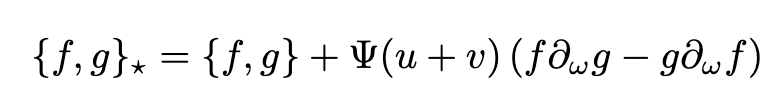 {f, g}⋆ = {f, g} + Ψ(u + v) (f∂ωg − g∂ωf)